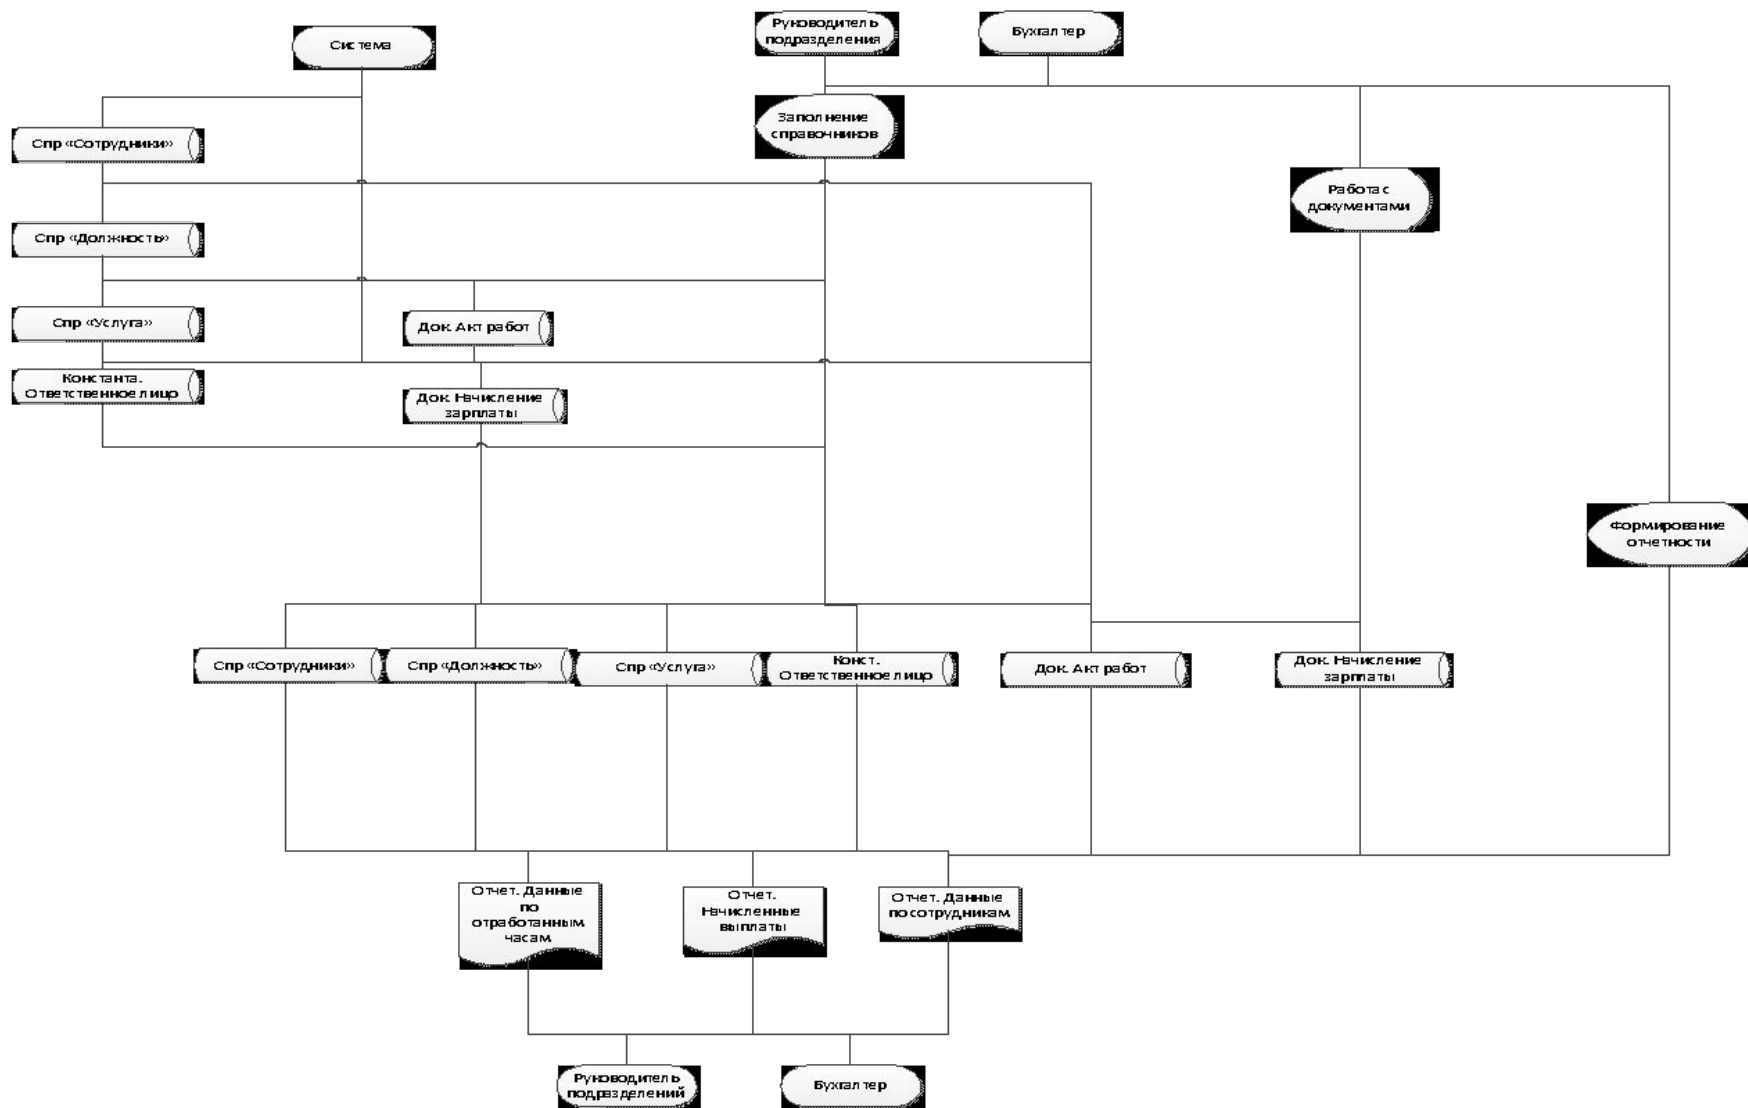 Система
Руководитель
подразделения
Бухгалтер
Заполнение
справочников
Спр «Сотрудники»
Работа с
документами
Спр «Должность»
Спр «Услуга»
Док. Акт работ
Константа.
Ответственное лицо
Док. Начисление
зарплаты
Формирование
отчетности
Спр «Сотрудники»
Спр «Должность»
Спр «Услуга»
Конст.
Ответственное лицо
Док. Акт работ
Док. Начисление
зарплаты
Отчет. Данные
по
отработанным
часам
Отчет.
Начисленные
выплаты
Отчет. Данные
по сотрудникам
Руководитель
подразделений
Бухгалтер